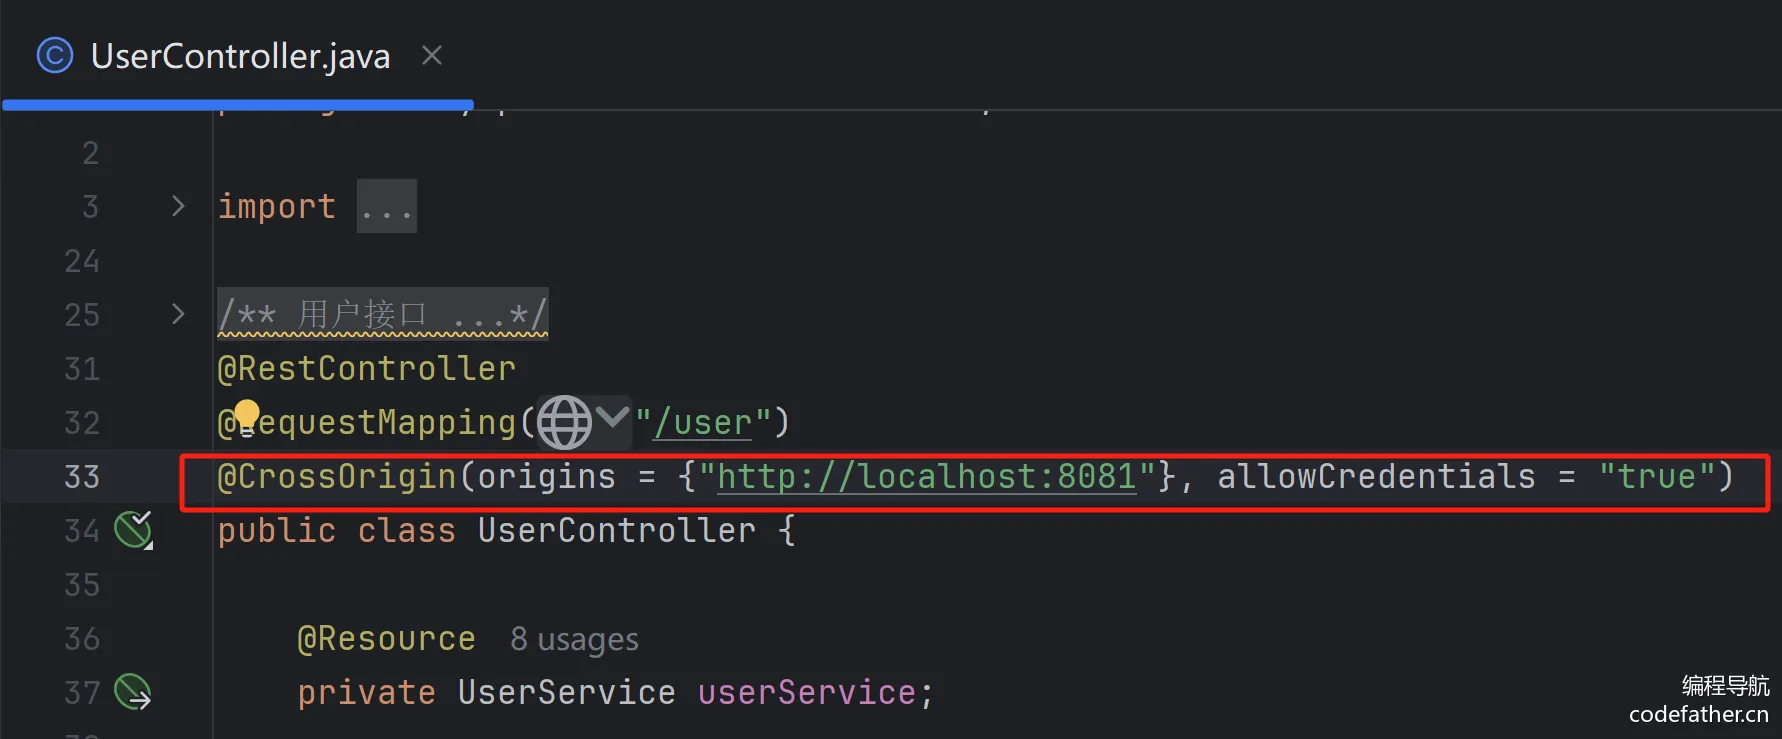 UserController.java
2
3 import ...
24
25 /** 用户接口 ...*/
31 @RestController
32 @RequestMapping("/user")
33 @CrossOrigin(origins = {"http://localhost:8081"}, allowCredentials = "true")
34 public class UserController {
35
36 @Resource 8 usages
37 private UserService userService;
编程导航
codefather.cn